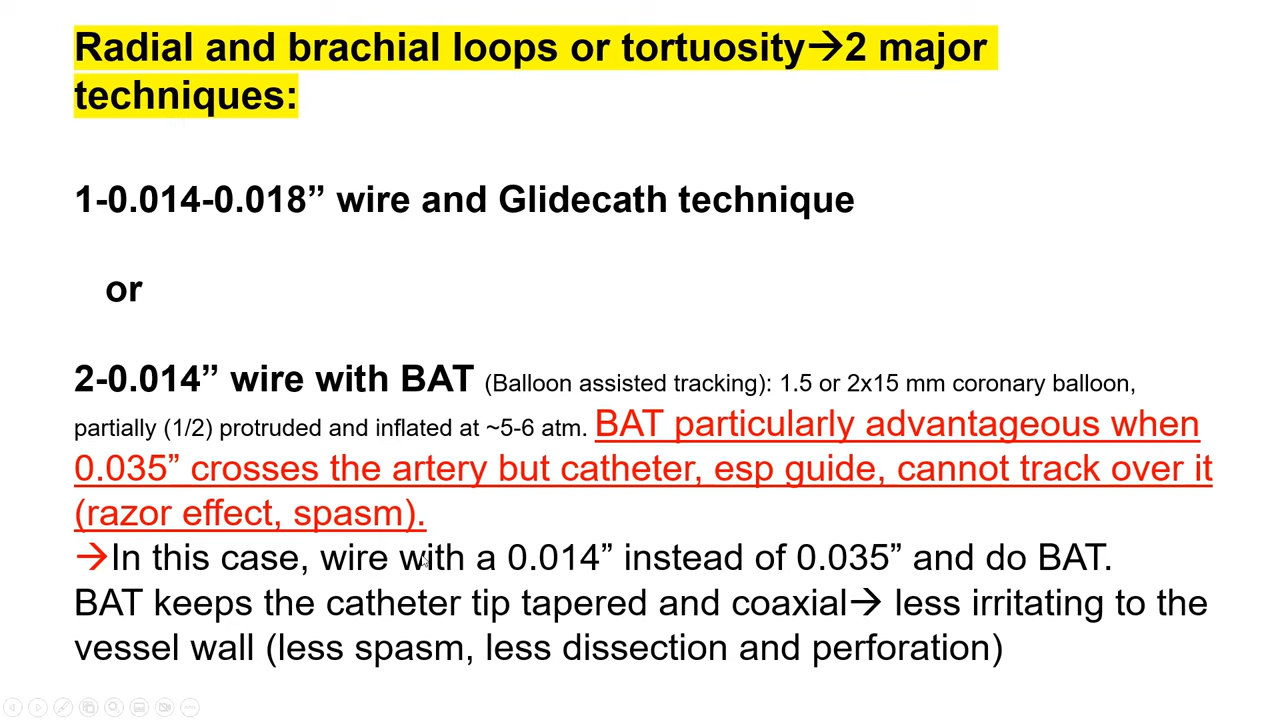 Radial and brachial loops or tortuosity→2 major
techniques:
1-0.014-0.018” wire and Glidecath technique
or
2-0.014” wire with BAT (Balloon assisted tracking): 1.5 or 2x15 mm coronary balloon,
partially (1/2) protruded and inflated at ~5-6 atm. BAT particularly advantageous when
0.035” crosses the artery but catheter, esp guide, cannot track over it
(razor effect, spasm).
→In this case, wire with a 0.014” instead of 0.035” and do BAT.
BAT keeps the catheter tip tapered and coaxial→ less irritating to the
vessel wall (less spasm, less dissection and perforation)